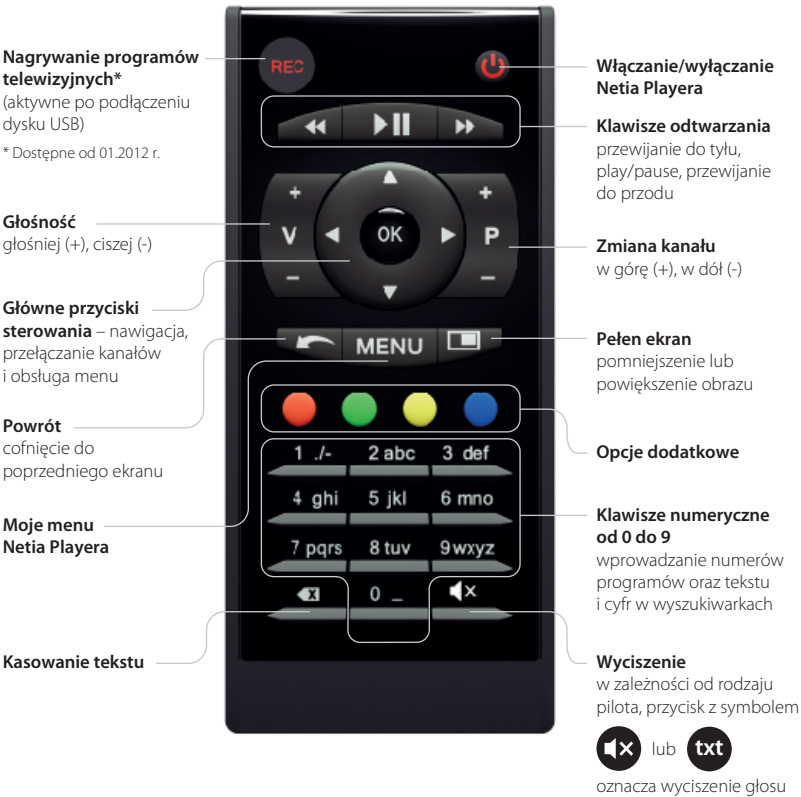 Nagrywanie programów
telewizyjnych*
(aktywne po podłączeniu
dysku USB)
* Dostępne od 01.2012 r.
Głośność
głośniej (+), ciszej (-)
Główne przyciski
sterowania – nawigacja,
przełączanie kanałów
i obsługa menu
Powrót
cofnięcie do
poprzedniego ekranu
Moje menu
Netia Playera
Kasowanie tekstu
REC
+ +
V OK P
– –
MENU
1 ./- 2 abc 3 def
4 ghi 5 jkl 6 mno
7 pqrs 8 tuv 9 wxyz
0 _
Włączanie/wyłączanie
Netia Playera
Klawisze odtwarzania
przewijanie do tyłu,
play/pause, przewijanie
do przodu
Zmiana kanału
w górę (+), w dół (-)
Pełen ekran
pomniejszenie lub
powiększenie obrazu
Opcje dodatkowe
Klawisze numeryczne
od 0 do 9
wprowadzanie numerów
programów oraz tekstu
i cyfr w wyszukiwarkach
Wyciszenie
w zależności od rodzaju
pilota, przycisk z symbolem
lub txt
oznacza wyciszenie głosu